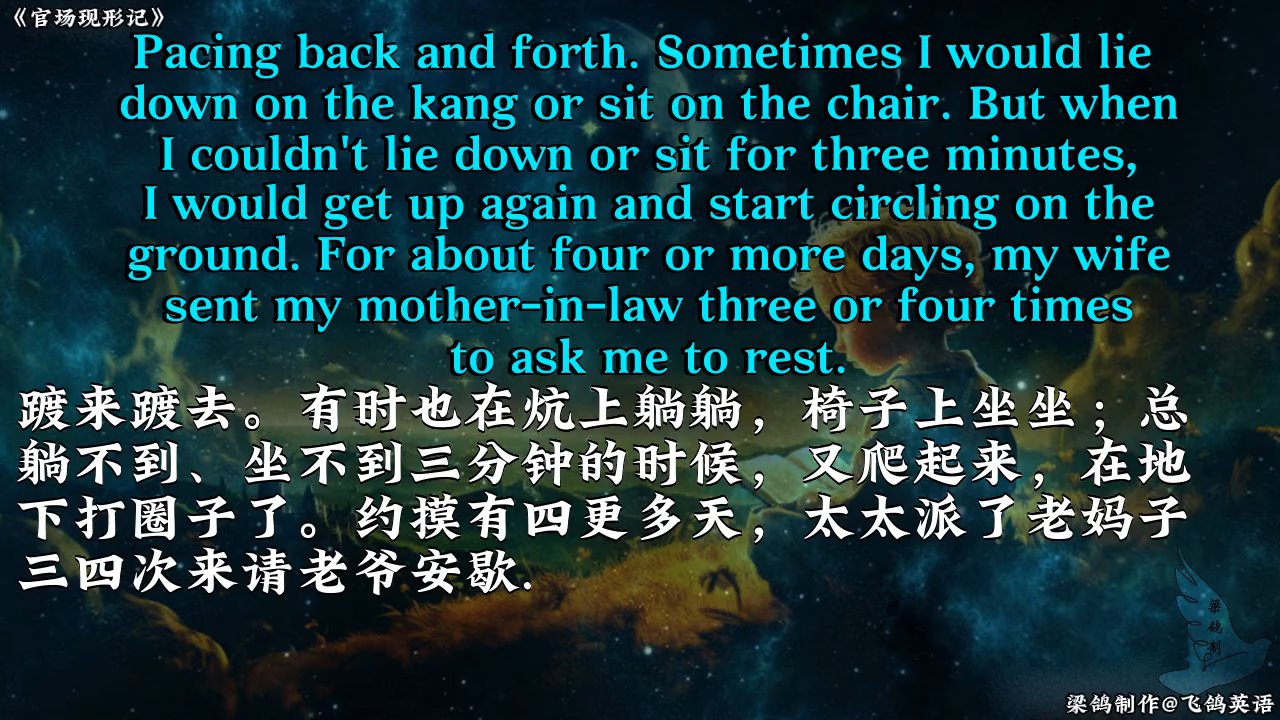 《官场现形记》
Pacing back and forth. Sometimes I would lie
down on the kang or sit on the chair. But when
I couldn't lie down or sit for three minutes,
I would get up again and start circling on the
ground. For about four or more days, my wife
sent my mother-in-law three or four times
to ask me to rest.
踱来踱去。有时也在炕上躺躺，椅子上坐坐；总
躺不到、坐不到三分钟的时候，又爬起来，在地
下打圈子了。约摸有四更多天，太太派了老妈子
三四次来请老爷安歇.
梁
鸽
制
梁鸽制作@飞鸽英语